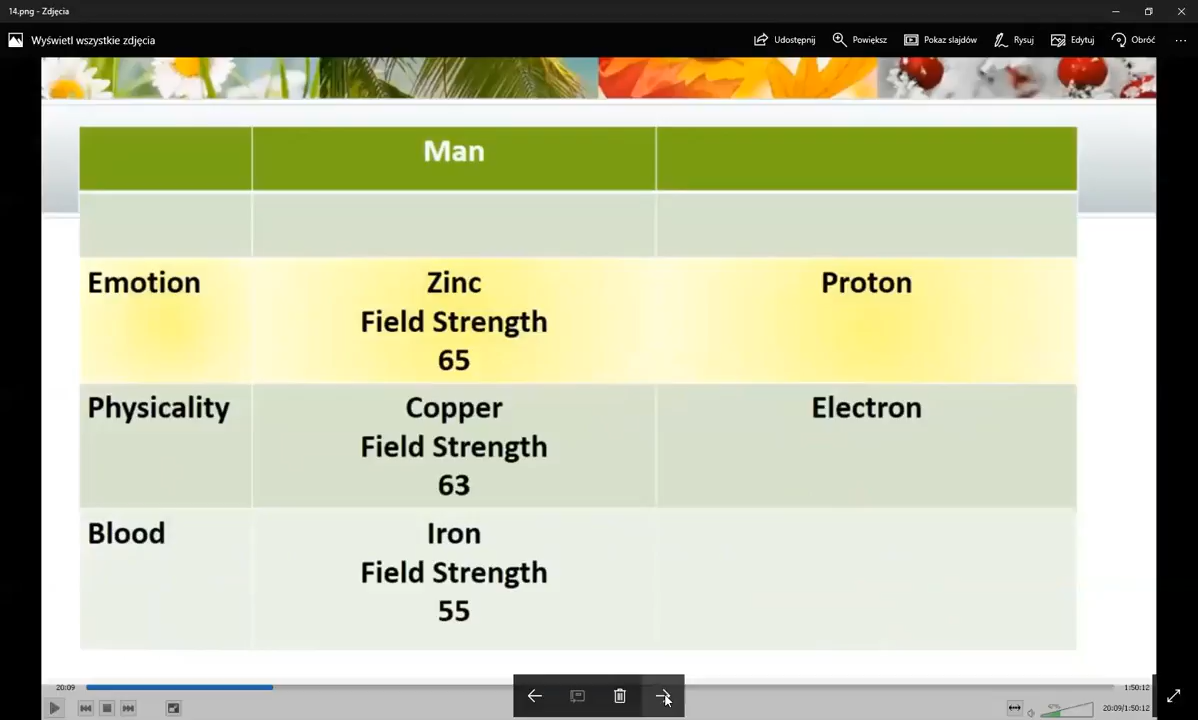 14.png - Zdjęcia
Wyświetl wszystkie zdjęcia
Udostępnij
Powiększ
Pokaz slajdów
Rysuj
Edytuj
Obróć
Man
Emotion
Zinc
Proton
Field Strength
65
Physicality
Copper
Electron
Field Strength
63
Blood
Iron
Field Strength
55
20:09
1:50:12
20:09/1:50:12